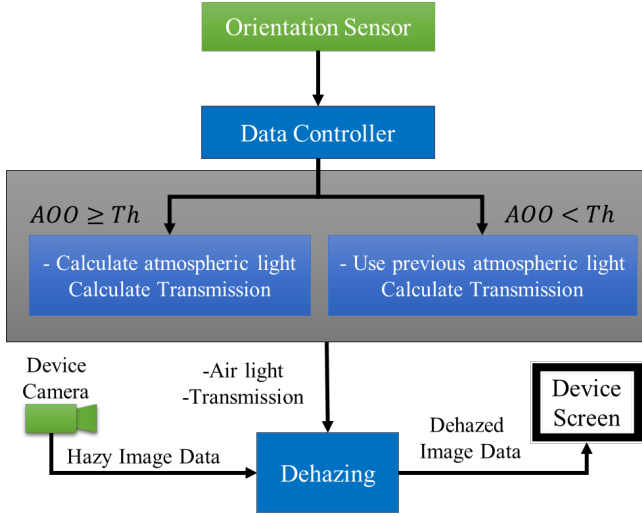 Orientation Sensor
Data Controller
AOO ≥ Th
AOO < Th
- Calculate atmospheric light
Calculate Transmission
- Use previous atmospheric light
Calculate Transmission
Device
Camera
-Air light
-Transmission
Device
Screen
Dehazed
Image Data
Hazy Image Data
Dehazing